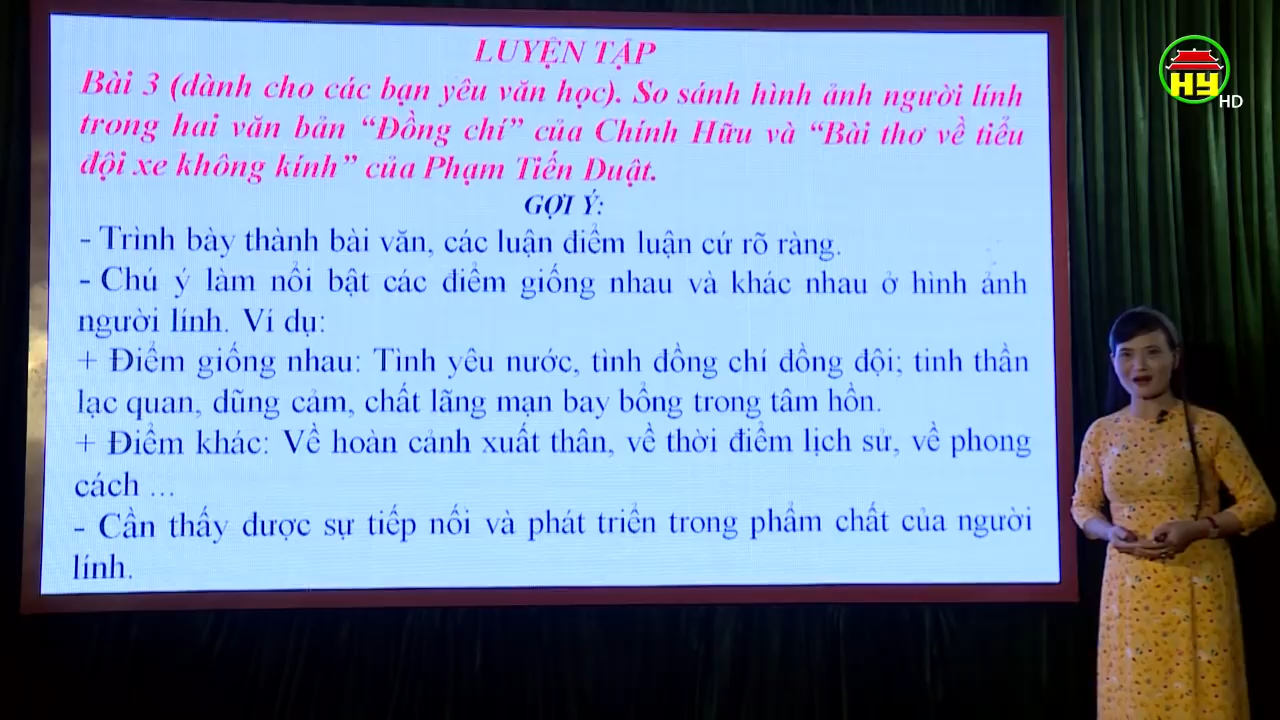 LUYỆN TẬP
Bài 3 (dành cho các bạn yêu văn học). So sánh hình ảnh người lính
trong hai văn bản “Đồng chí” của Chính Hữu và “Bài thơ về tiểu
đội xe không kính” của Phạm Tiến Duật.
GỢI Ý:
- Trình bày thành bài văn, các luận điểm luận cứ rõ ràng.
- Chú ý làm nổi bật các điểm giống nhau và khác nhau ở hình ảnh
người lính. Ví dụ:
+ Điểm giống nhau: Tình yêu nước, tình đồng chí đồng đội; tinh thần
lạc quan, dũng cảm, chất lãng mạn bay bổng trong tâm hồn.
+ Điểm khác: Về hoàn cảnh xuất thân, về thời điểm lịch sử, về phong
cách ...
- Cần thấy được sự tiếp nối và phát triển trong phẩm chất của người
lính.
HY
HD